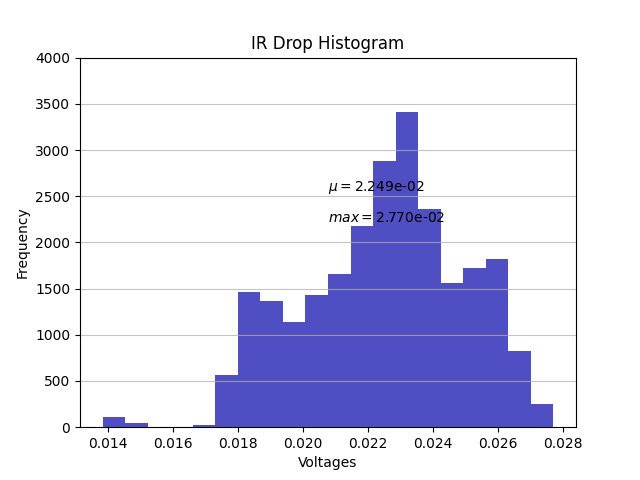 IR Drop Histogram
4000
3500
3000
2500
2000
1500
1000
500
0
Frequency
μ = 2.249e-02
max = 2.770e-02
0.014 0.016 0.018 0.020 0.022 0.024 0.026 0.028
Voltages